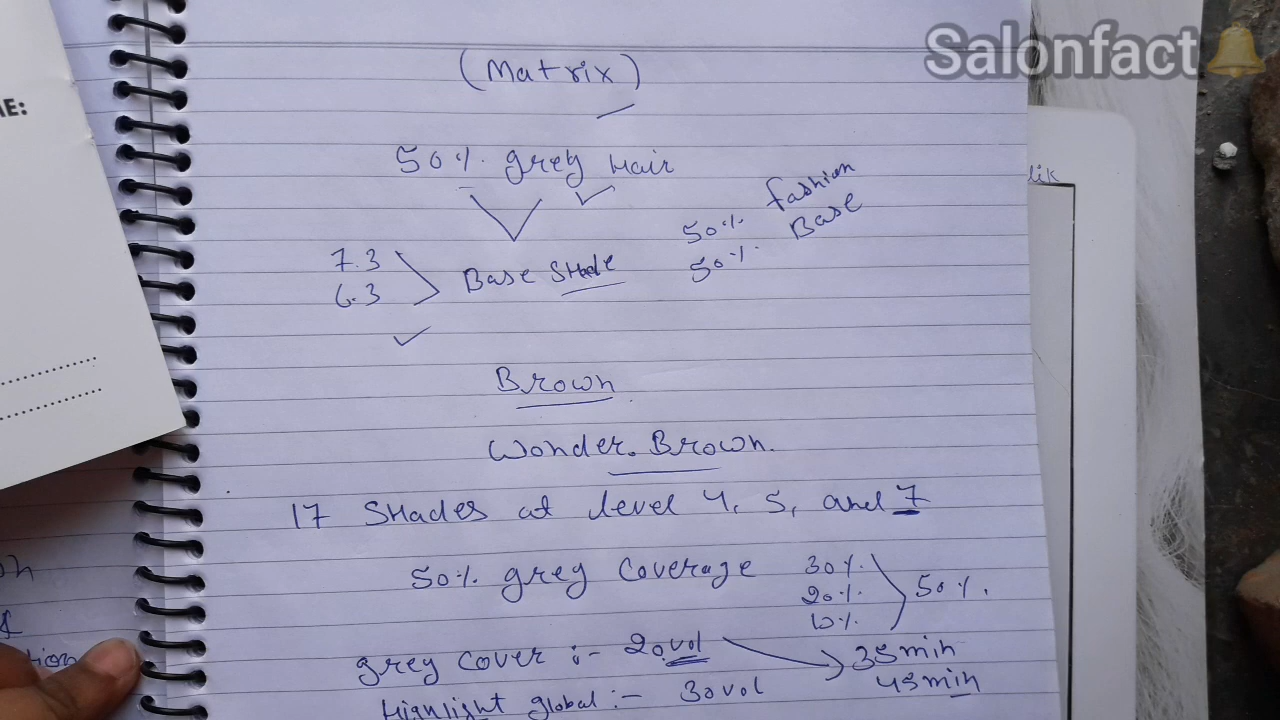 Salonfact
E:
(Matrix)
50% grey Hair
50% fashion
50% Base
7.3
6.3
Base Shade
Brown
Wonder Brown.
17 Shades at level 4, 5, and 7
50% grey coverage
30%
20%
10%
50%.
grey cover :- 20vol
35min
45min
Highlight global :- 30vol
tion